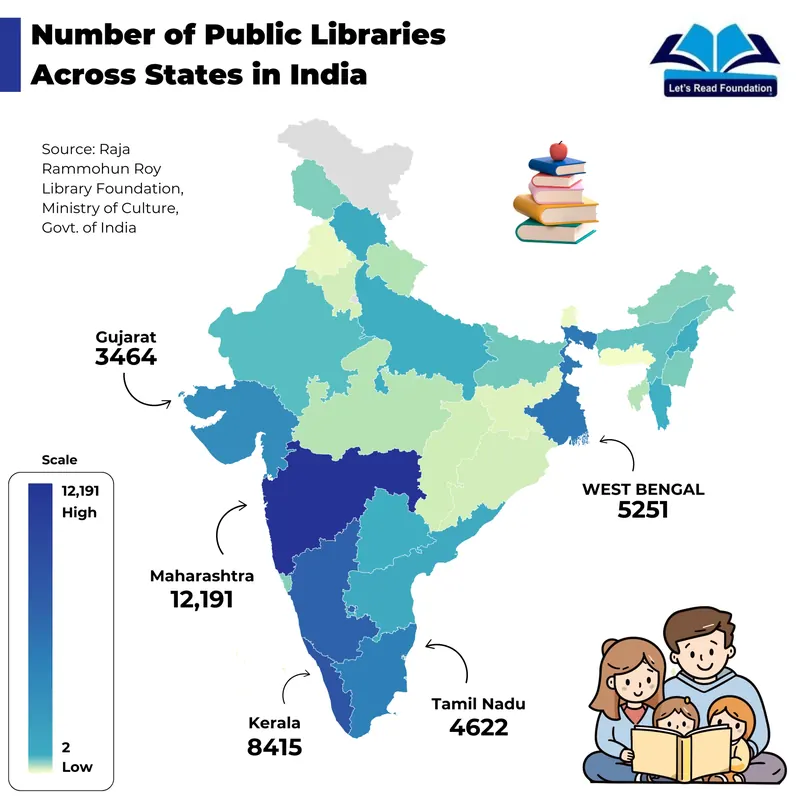 Number of Public Libraries
Across States in India
Let's Read Foundation
Source: Raja
Rammohun Roy
Library Foundation,
Ministry of Culture,
Govt. of India
Gujarat
3464
Scale
12,191
High
2
Low
WEST BENGAL
5251
Maharashtra
12,191
Tamil Nadu
4622
Kerala
8415